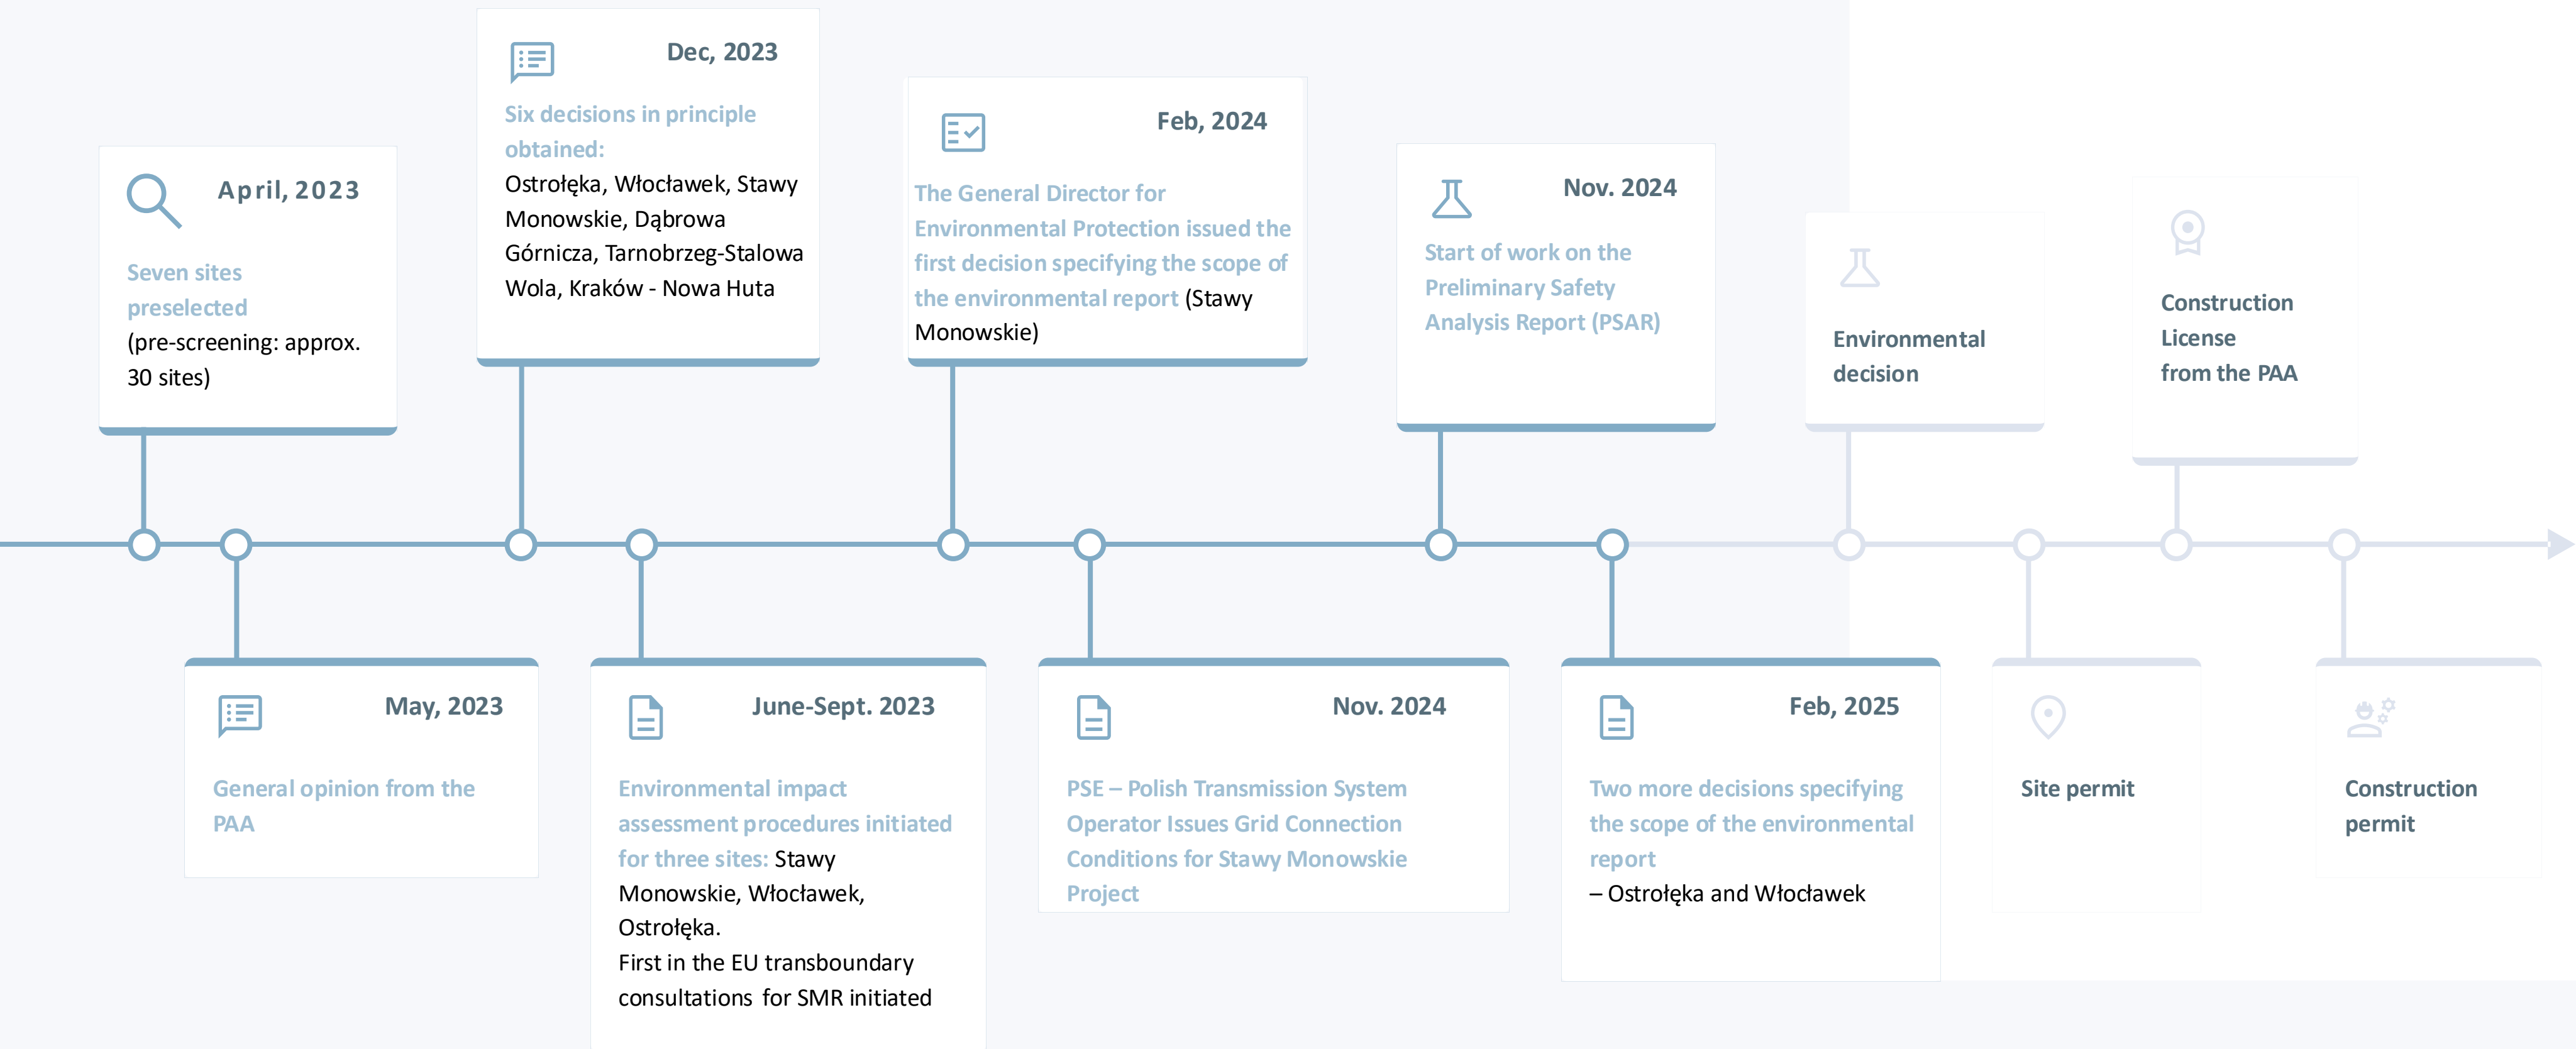 April, 2023
Seven sites
preselected
(pre-screening: approx.
30 sites)
May, 2023
General opinion from the
PAA
Dec, 2023
Six decisions in principle
obtained:
Ostrołęka, Włocławek, Stawy
Monowskie, Dąbrowa
Górnicza, Tarnobrzeg-Stalowa
Wola, Kraków - Nowa Huta
June-Sept. 2023
Environmental impact
assessment procedures initiated
for three sites: Stawy
Monowskie, Włocławek,
Ostrołęka.
First in the EU transboundary
consultations for SMR initiated
Feb, 2024
The General Director for
Environmental Protection issued the
first decision specifying the scope of
the environmental report (Stawy
Monowskie)
Nov. 2024
PSE – Polish Transmission System
Operator Issues Grid Connection
Conditions for Stawy Monowskie
Project
Nov. 2024
Start of work on the
Preliminary Safety
Analysis Report (PSAR)
Feb, 2025
Two more decisions specifying
the scope of the environmental
report
– Ostrołęka and Włocławek
Environmental
decision
Site permit
Construction
License
from the PAA
Construction
permit